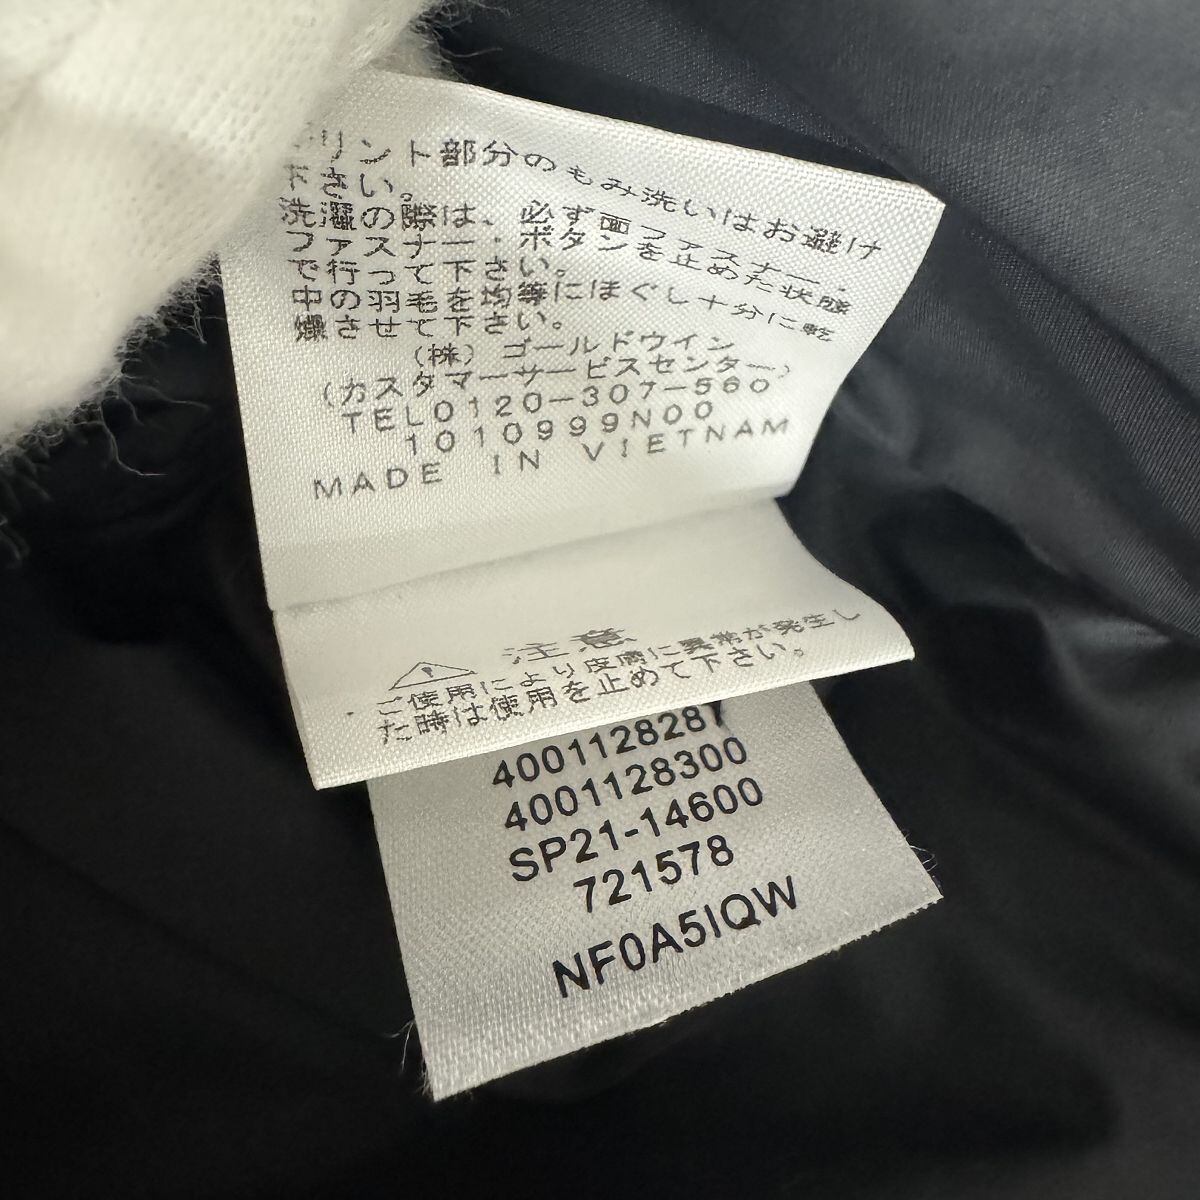 プリント部分のもみ洗いはお避け
下さい。
洗濯の際は、必ず面ファスナー・
ファスナー・ボタンを止めた状態
で行って下さい。
中の羽毛を均等にほぐし十分に乾
燥させて下さい。
(株)ゴールドウイン
(カスタマーサービスセンター)
TEL0120-307-560
1010999N00
MADE IN VIETNAM
注意
ご使用により皮膚に異常が発生し
た時は使用を止めて下さい。
4001128287
4001128300
SP21-14600
721578
NF0A5IQW